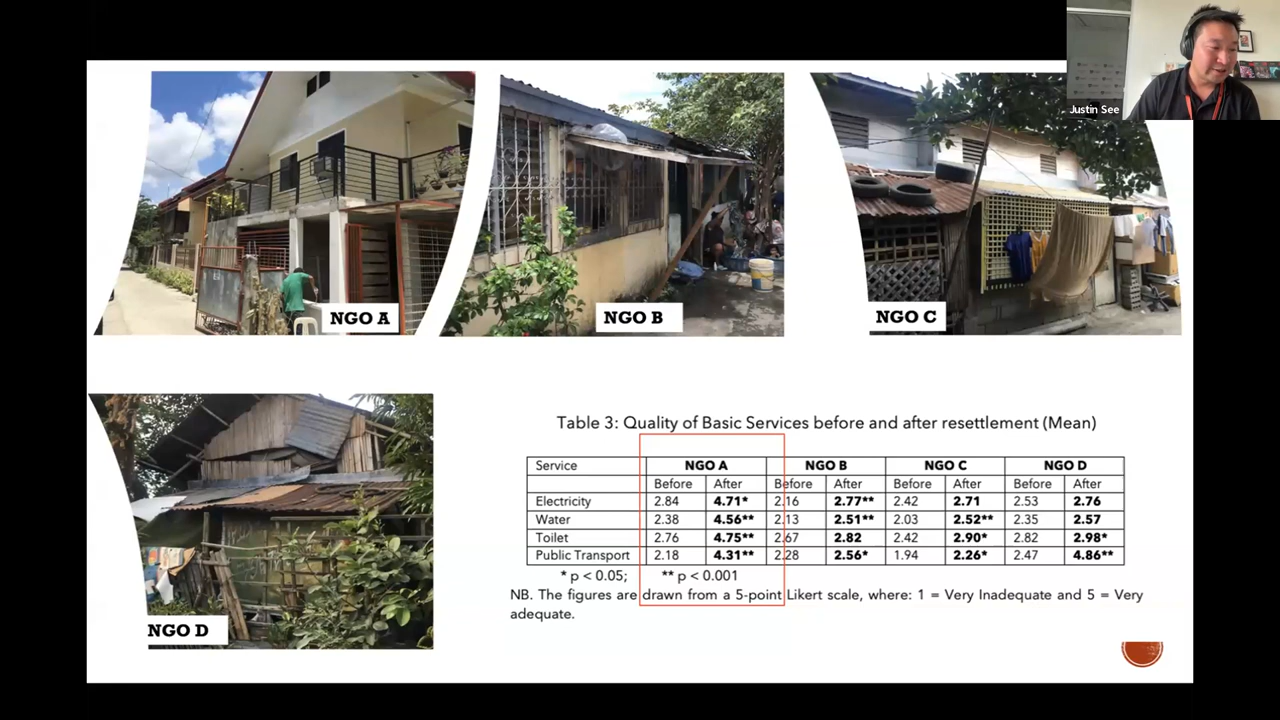 Justin See
NGO A
NGO B
NGO C
NGO D
Table 3: Quality of Basic Services before and after resettlement (Mean)
Service NGO A NGO B NGO C NGO D
Before After Before After Before After Before After
Electricity 2.84 4.71* 2.16 2.77** 2.42 2.71 2.53 2.76
Water 2.38 4.56** 2.13 2.51** 2.03 2.52** 2.35 2.57
Toilet 2.76 4.75** 2.67 2.82 2.42 2.90* 2.82 2.98*
Public Transport 2.18 4.31** 2.28 2.56* 1.94 2.26* 2.47 4.86**
* p < 0.05; ** p < 0.001
NB. The figures are drawn from a 5-point Likert scale, where: 1 = Very Inadequate and 5 = Very
adequate.